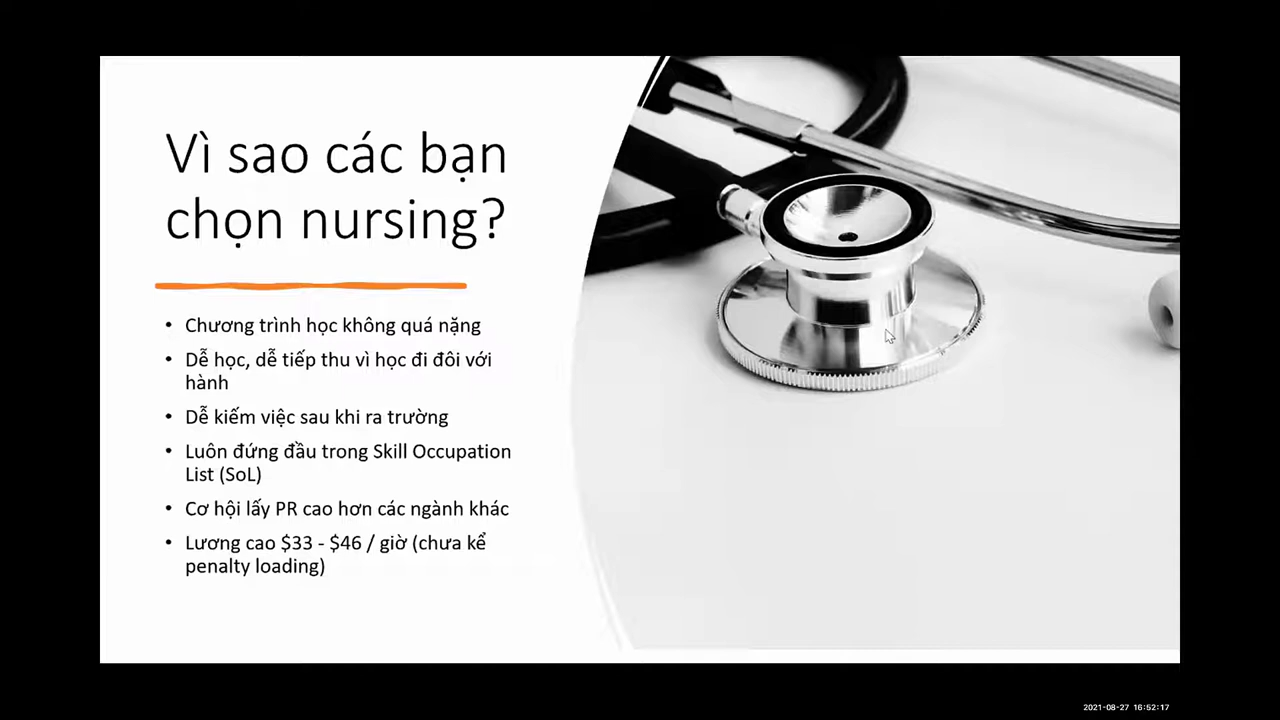 Vì sao các bạn
chọn nursing?
• Chương trình học không quá nặng
• Dễ học, dễ tiếp thu vì học đi đôi với
hành
• Dễ kiếm việc sau khi ra trường
• Luôn đứng đầu trong Skill Occupation
List (SoL)
• Cơ hội lấy PR cao hơn các ngành khác
• Lương cao $33 - $46 / giờ (chưa kể
penalty loading)
2021-08-27 16:52:17